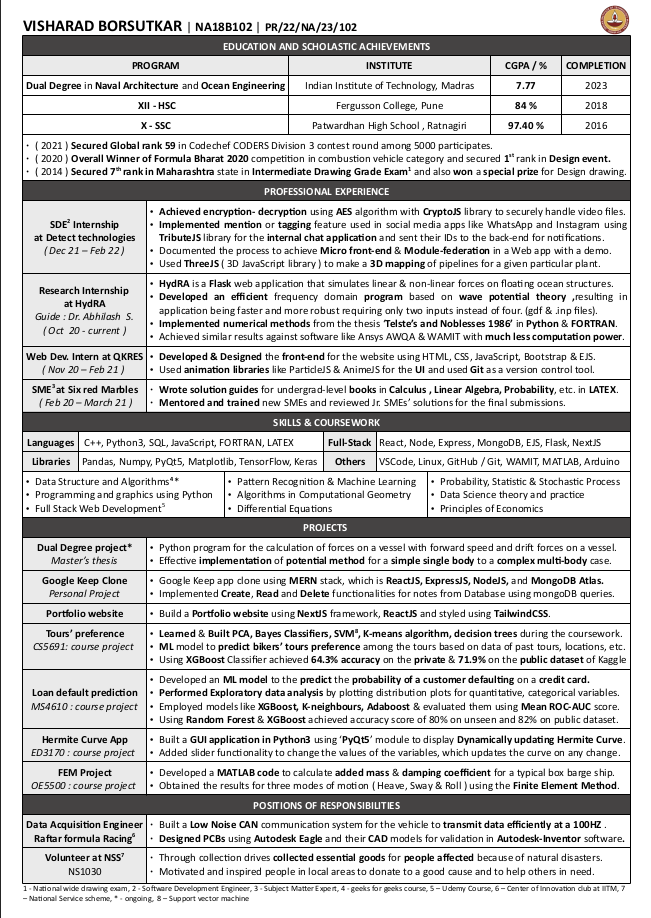 VISHARAD BORSUTKAR | NA18B102 | PR/22/NA/23/102
EDUCATION AND SCHOLASTIC ACHIEVEMENTS
PROGRAM INSTITUTE CGPA / % COMPLETION
Dual Degree in Naval Architecture and Ocean Engineering Indian Institute of Technology, Madras 7.77 2023
XII - HSC Fergusson College, Pune 84 % 2018
X - SSC Patwardhan High School , Ratnagiri 97.40 % 2016
· ( 2021 ) Secured Global rank 59 in Codechef CODERS Division 3 contest round among 5000 participates.
· ( 2020 ) Overall Winner of Formula Bharat 2020 competition in combustion vehicle category and secured 1st rank in Design event.
· ( 2014 ) Secured 7th rank in Maharashtra state in Intermediate Drawing Grade Exam¹ and also won a special prize for Design drawing.
PROFESSIONAL EXPERIENCE
SDE² Internship
at Detect technologies
( Dec 21 – Feb 22 )
• Achieved encryption- decryption using AES algorithm with CryptoJS library to securely handle video files.
• Implemented mention or tagging feature used in social media apps like WhatsApp and Instagram using
TributeJS library for the internal chat application and sent their IDs to the back-end for notifications.
• Documented the process to achieve Micro front-end & Module-federation in a Web app with a demo.
• Used ThreeJS ( 3D JavaScript library ) to make a 3D mapping of pipelines for a given particular plant.
Research Internship
at HydRA
Guide : Dr. Abhilash S.
( Oct 20 - current )
• HydRA is a Flask web application that simulates linear & non-linear forces on floating ocean structures.
• Developed an efficient frequency domain program based on wave potential theory ,resulting in
application being faster and more robust requiring only two inputs instead of four. (gdf & .inp files).
• Implemented numerical methods from the thesis ‘Telste’s and Noblesses 1986’ in Python & FORTRAN.
• Achieved similar results against software like Ansys AWQA & WAMIT with much less computation power.
Web Dev. Intern at QKRES
( Nov 20 – Feb 21 )
• Developed & Designed the front-end for the website using HTML, CSS, JavaScript, Bootstrap & EJS.
• Used animation libraries like ParticleJS & AnimeJS for the UI and used Git as a version control tool.
SME³ at Six red Marbles
( Feb 20 – March 21 )
• Wrote solution guides for undergrad-level books in Calculus , Linear Algebra, Probability, etc. in LATEX.
• Mentored and trained new SMEs and reviewed Jr. SMEs’ solutions for the final submissions.
SKILLS & COURSEWORK
Languages C++, Python3, SQL, JavaScript, FORTRAN, LATEX Full-Stack React, Node, Express, MongoDB, EJS, Flask, NextJS
Libraries Pandas, Numpy, PyQt5, Matplotlib, TensorFlow, Keras Others VSCode, Linux, GitHub / Git, WAMIT, MATLAB, Arduino
• Data Structure and Algorithms⁴* • Pattern Recognition & Machine Learning • Probability, Statistic & Stochastic Process
• Programming and graphics using Python • Algorithms in Computational Geometry • Data Science theory and practice
• Full Stack Web Development⁵ • Differential Equations • Principles of Economics
PROJECTS
Dual Degree project*
Master’s thesis
• Python program for the calculation of forces on a vessel with forward speed and drift forces on a vessel.
• Effective implementation of potential method for a simple single body to a complex multi-body case.
Google Keep Clone
Personal Project
• Google Keep app clone using MERN stack, which is ReactJS, ExpressJS, NodeJS, and MongoDB Atlas.
• Implemented Create, Read and Delete functionalities for notes from Database using mongoDB queries.
Portfolio website
• Build a Portfolio website using NextJS framework, ReactJS and styled using TailwindCSS.
Tours’ preference
CS5691: course project
• Learned & Built PCA, Bayes Classifiers, SVM⁸, K-means algorithm, decision trees during the coursework.
• ML model to predict bikers’ tours preference among the tours based on data of past tours, locations, etc.
• Using XGBoost Classifier achieved 64.3% accuracy on the private & 71.9% on the public dataset of Kaggle
Loan default prediction
MS4610 : course project
• Developed an ML model to the predict the probability of a customer defaulting on a credit card.
• Performed Exploratory data analysis by plotting distribution plots for quantitative, categorical variables.
• Employed models like XGBoost, K-neighbours, Adaboost & evaluated them using Mean ROC-AUC score.
• Using Random Forest & XGBoost achieved accuracy score of 80% on unseen and 82% on public dataset.
Hermite Curve App
ED3170 : course project
• Built a GUI application in Python3 using ‘PyQt5’ module to display Dynamically updating Hermite Curve.
• Added slider functionality to change the values of the variables, which updates the curve on any change.
FEM Project
OE5500 : course project
• Developed a MATLAB code to calculate added mass & damping coefficient for a typical box barge ship.
• Obtained the results for three modes of motion ( Heave, Sway & Roll ) using the Finite Element Method.
POSITIONS OF RESPONSIBILITIES
Data Acquisition Engineer
Raftar formula Racing⁶
• Built a Low Noise CAN communication system for the vehicle to transmit data efficiently at a 100HZ .
• Designed PCBs using Autodesk Eagle and their CAD models for validation in Autodesk-Inventor software.
Volunteer at NSS⁷
NS1030
• Through collection drives collected essential goods for people affected because of natural disasters.
• Motivated and inspired people in local areas to donate to a good cause and to help others in need.
1 - National wide drawing exam, 2 - Software Development Engineer, 3 - Subject Matter Expert, 4 - geeks for geeks course, 5 – Udemy Course, 6 – Center of Innovation club at IITM, 7
– National Service scheme, * - ongoing, 8 – Support vector machine